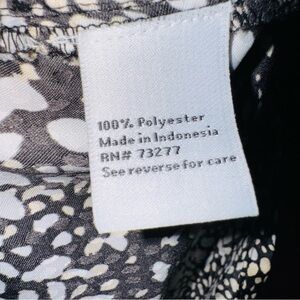 100% Polyester
Made in Indonesia
RN# 73277
See reverse for care